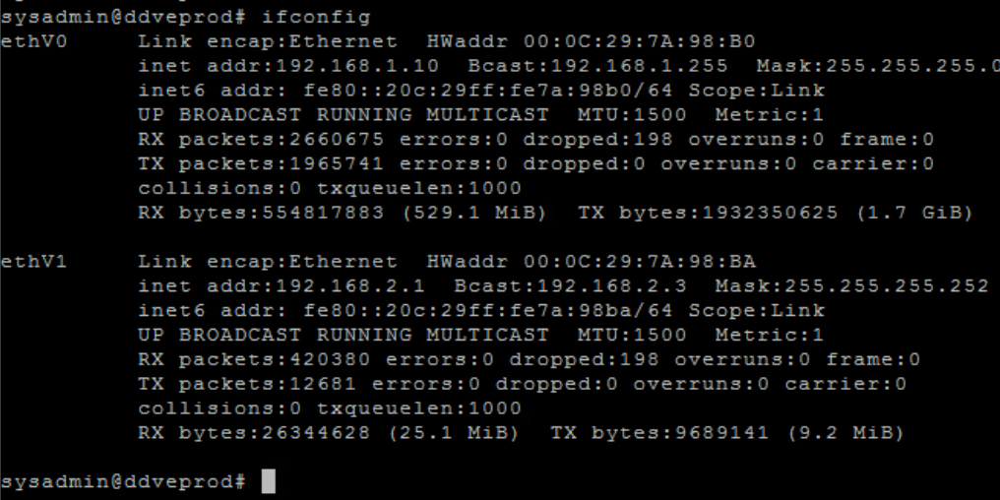 sysadmin@ddveprod# ifconfig
ethV0 Link encap:Ethernet HWaddr 00:0C:29:7A:98:B0
inet addr:192.168.1.10 Bcast:192.168.1.255 Mask:255.255.255.0
inet6 addr: fe80::20c:29ff:fe7a:98b0/64 Scope:Link
UP BROADCAST RUNNING MULTICAST MTU:1500 Metric:1
RX packets:2660675 errors:0 dropped:198 overruns:0 frame:0
TX packets:1965741 errors:0 dropped:0 overruns:0 carrier:0
collisions:0 txqueuelen:1000
RX bytes:554817883 (529.1 MiB) TX bytes:1932350625 (1.7 GiB)
ethV1 Link encap:Ethernet HWaddr 00:0C:29:7A:98:BA
inet addr:192.168.2.1 Bcast:192.168.2.3 Mask:255.255.255.252
inet6 addr: fe80::20c:29ff:fe7a:98ba/64 Scope:Link
UP BROADCAST RUNNING MULTICAST MTU:1500 Metric:1
RX packets:420380 errors:0 dropped:198 overruns:0 frame:0
TX packets:12681 errors:0 dropped:0 overruns:0 carrier:0
collisions:0 txqueuelen:1000
RX bytes:26344628 (25.1 MiB) TX bytes:9689141 (9.2 MiB)
sysadmin@ddveprod#